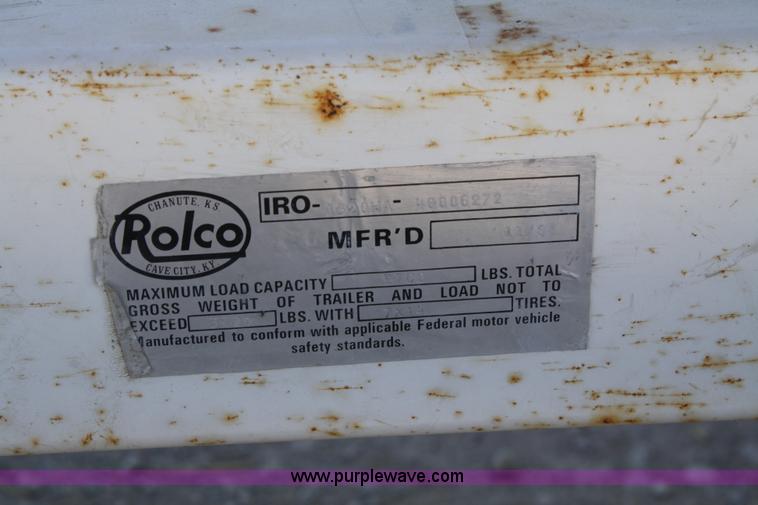 CHANUTE, KS
Rolco
CAVE CITY, KY
IRO- -
MFR'D
MAXIMUM LOAD CAPACITY LBS. TOTAL
GROSS WEIGHT OF TRAILER AND LOAD NOT TO
EXCEED LBS. WITH TIRES.
Manufactured to conform with applicable Federal motor vehicle
safety standards.
www.purplewave.com